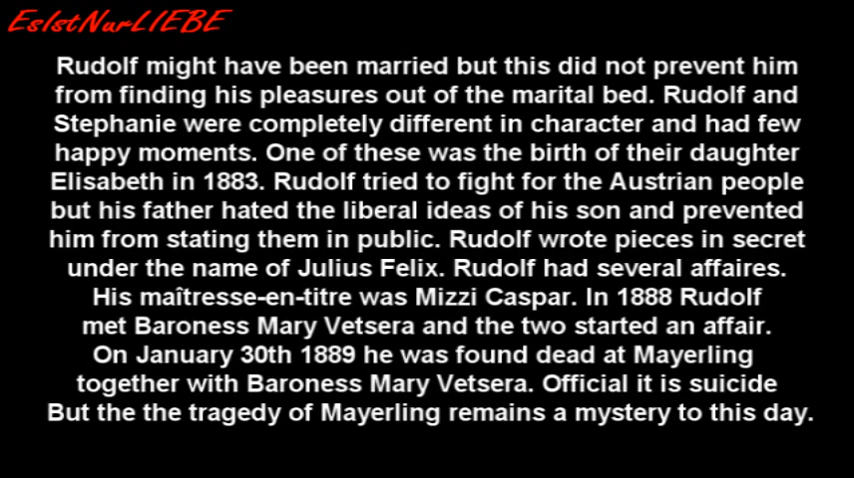 EsIstNurLIEBE
Rudolf might have been married but this did not prevent him
from finding his pleasures out of the marital bed. Rudolf and
Stephanie were completely different in character and had few
happy moments. One of these was the birth of their daughter
Elisabeth in 1883. Rudolf tried to fight for the Austrian people
but his father hated the liberal ideas of his son and prevented
him from stating them in public. Rudolf wrote pieces in secret
under the name of Julius Felix. Rudolf had several affaires.
His maîtresse-en-titre was Mizzi Caspar. In 1888 Rudolf
met Baroness Mary Vetsera and the two started an affair.
On January 30th 1889 he was found dead at Mayerling
together with Baroness Mary Vetsera. Official it is suicide
But the the tragedy of Mayerling remains a mystery to this day.